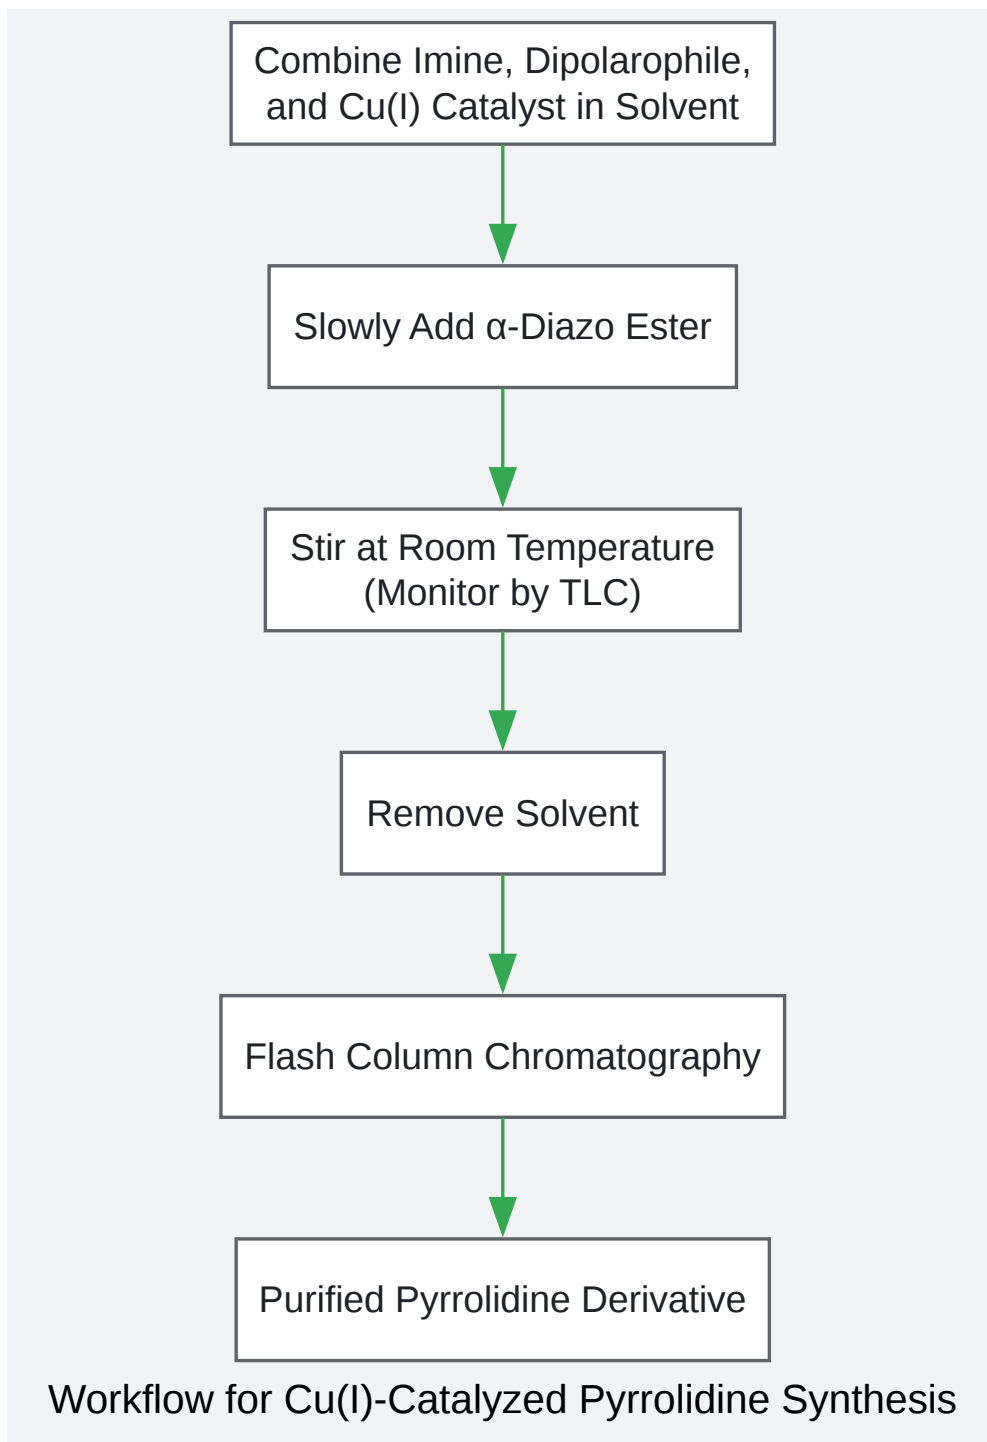 Combine Imine, Dipolarophile,
and Cu(I) Catalyst in Solvent
Slowly Add α-Diazo Ester
Stir at Room Temperature
(Monitor by TLC)
Remove Solvent
Flash Column Chromatography
Purified Pyrrolidine Derivative
Workflow for Cu(I)-Catalyzed Pyrrolidine Synthesis